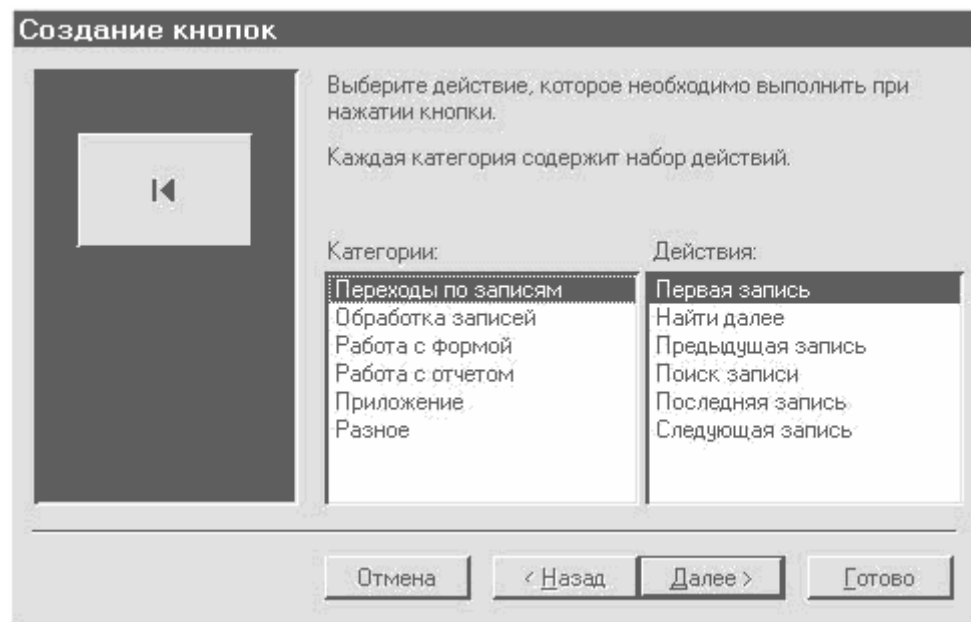 Создание кнопок
Выберите действие, которое необходимо выполнить при
нажатии кнопки.
Каждая категория содержит набор действий.
Категории:
Переходы по записям
Обработка записей
Работа с формой
Работа с отчетом
Приложение
Разное
Действия:
Первая запись
Найти далее
Предыдущая запись
Поиск записи
Последняя запись
Следующая запись
Отмена
< Назад
Далее >
Готово